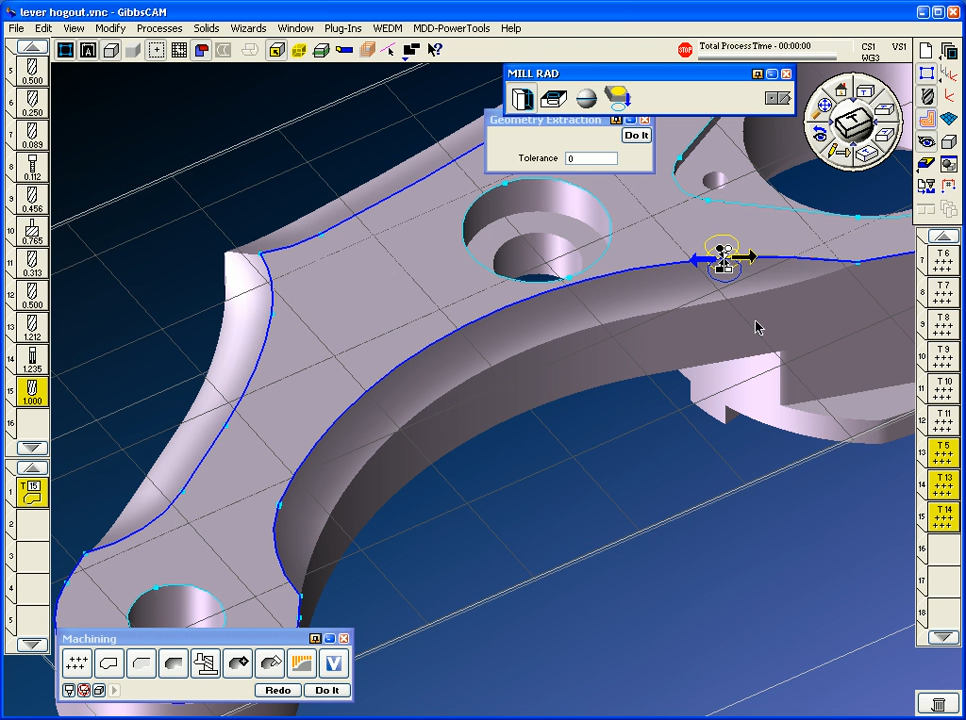 lever hogout.vnc - GibbsCAM
File Edit View Modify Processes Solids Wizards Window Plug-Ins WEDM MDD-PowerTools Help
STOP Total Process Time - 00:00:00 CS1 VS1
WG3
MILL RAD
Geometry Extraction
Do It
Tolerance 0
5 0.500
6 0.250
7 0.089
8 0.112
9 0.456
10 0.765
11 0.313
12 0.500
13 1.212
14 1.235
15 1.000
16
1 T 15
2
3
4
5
7 T 6
8 T 7
9 T 8
10 T 9
11 T 10
12 T 11
13 T 5
14 T 13
15 T 14
16
17
18
Machining
V
Redo Do It